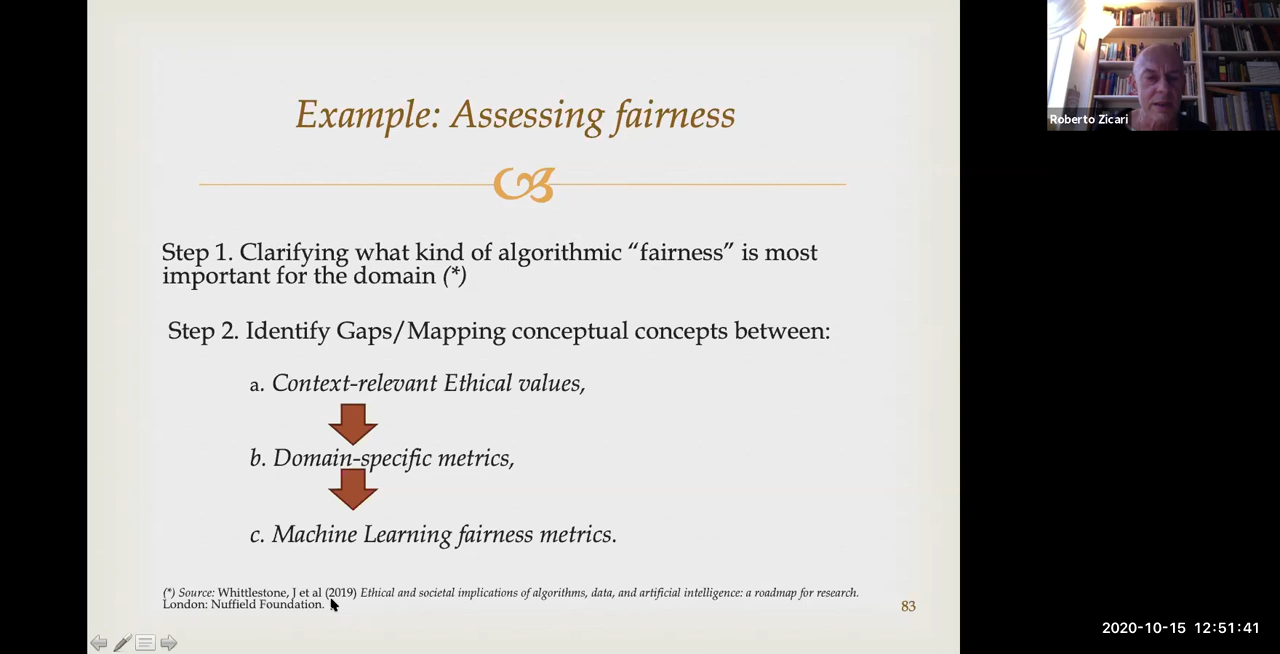 Example: Assessing fairness
Step 1. Clarifying what kind of algorithmic “fairness” is most
important for the domain (*)
Step 2. Identify Gaps/Mapping conceptual concepts between:
a. Context-relevant Ethical values,
b. Domain-specific metrics,
c. Machine Learning fairness metrics.
(*) Source: Whittlestone, J et al (2019) Ethical and societal implications of algorithms, data, and artificial intelligence: a roadmap for research.
London: Nuffield Foundation.
83
Roberto Zicari
2020-10-15 12:51:41